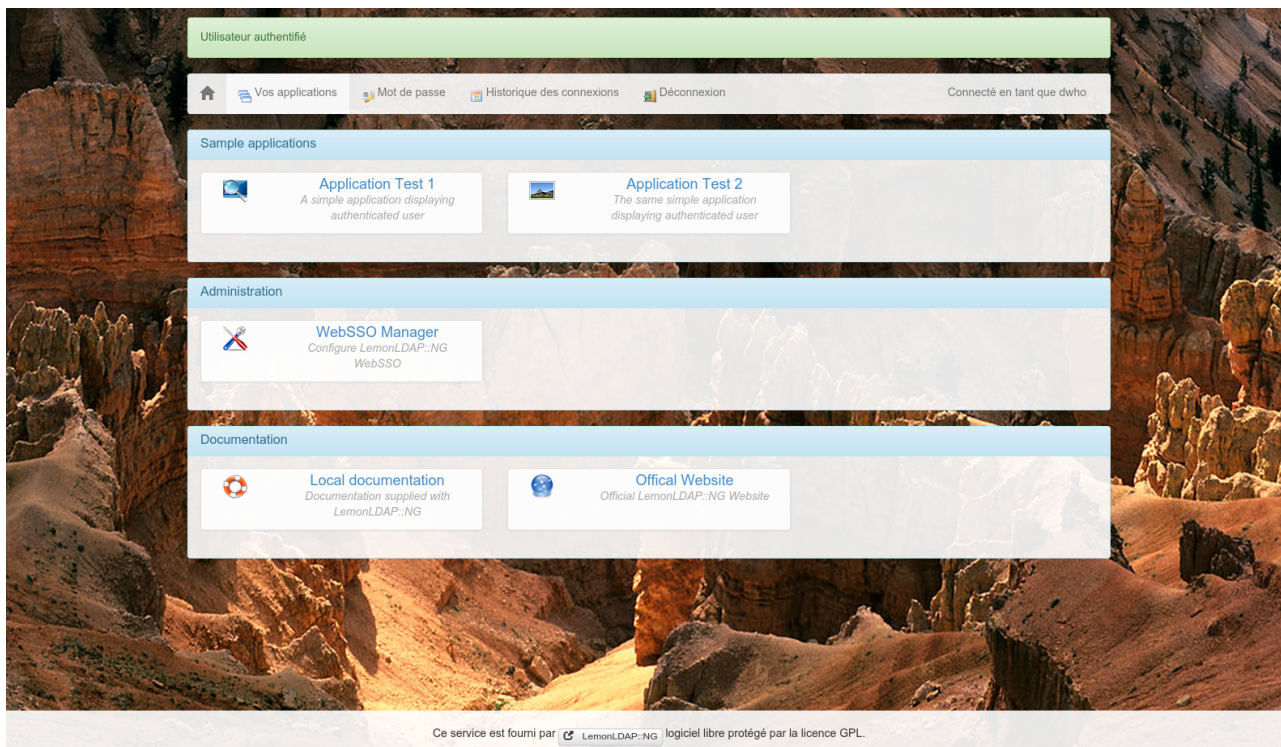 Utilisateur authentifié
Vos applications Mot de passe Historique des connexions Déconnexion Connecté en tant que dwho
Sample applications
Application Test 1
A simple application displaying
authenticated user
Application Test 2
The same simple application
displaying authenticated user
Administration
WebSSO Manager
Configure LemonLDAP::NG
WebSSO
Documentation
Local documentation
Documentation supplied with
LemonLDAP::NG
Offical Website
Official LemonLDAP::NG Website
Ce service est fourni par LemonLDAP::NG logiciel libre protégé par la licence GPL.